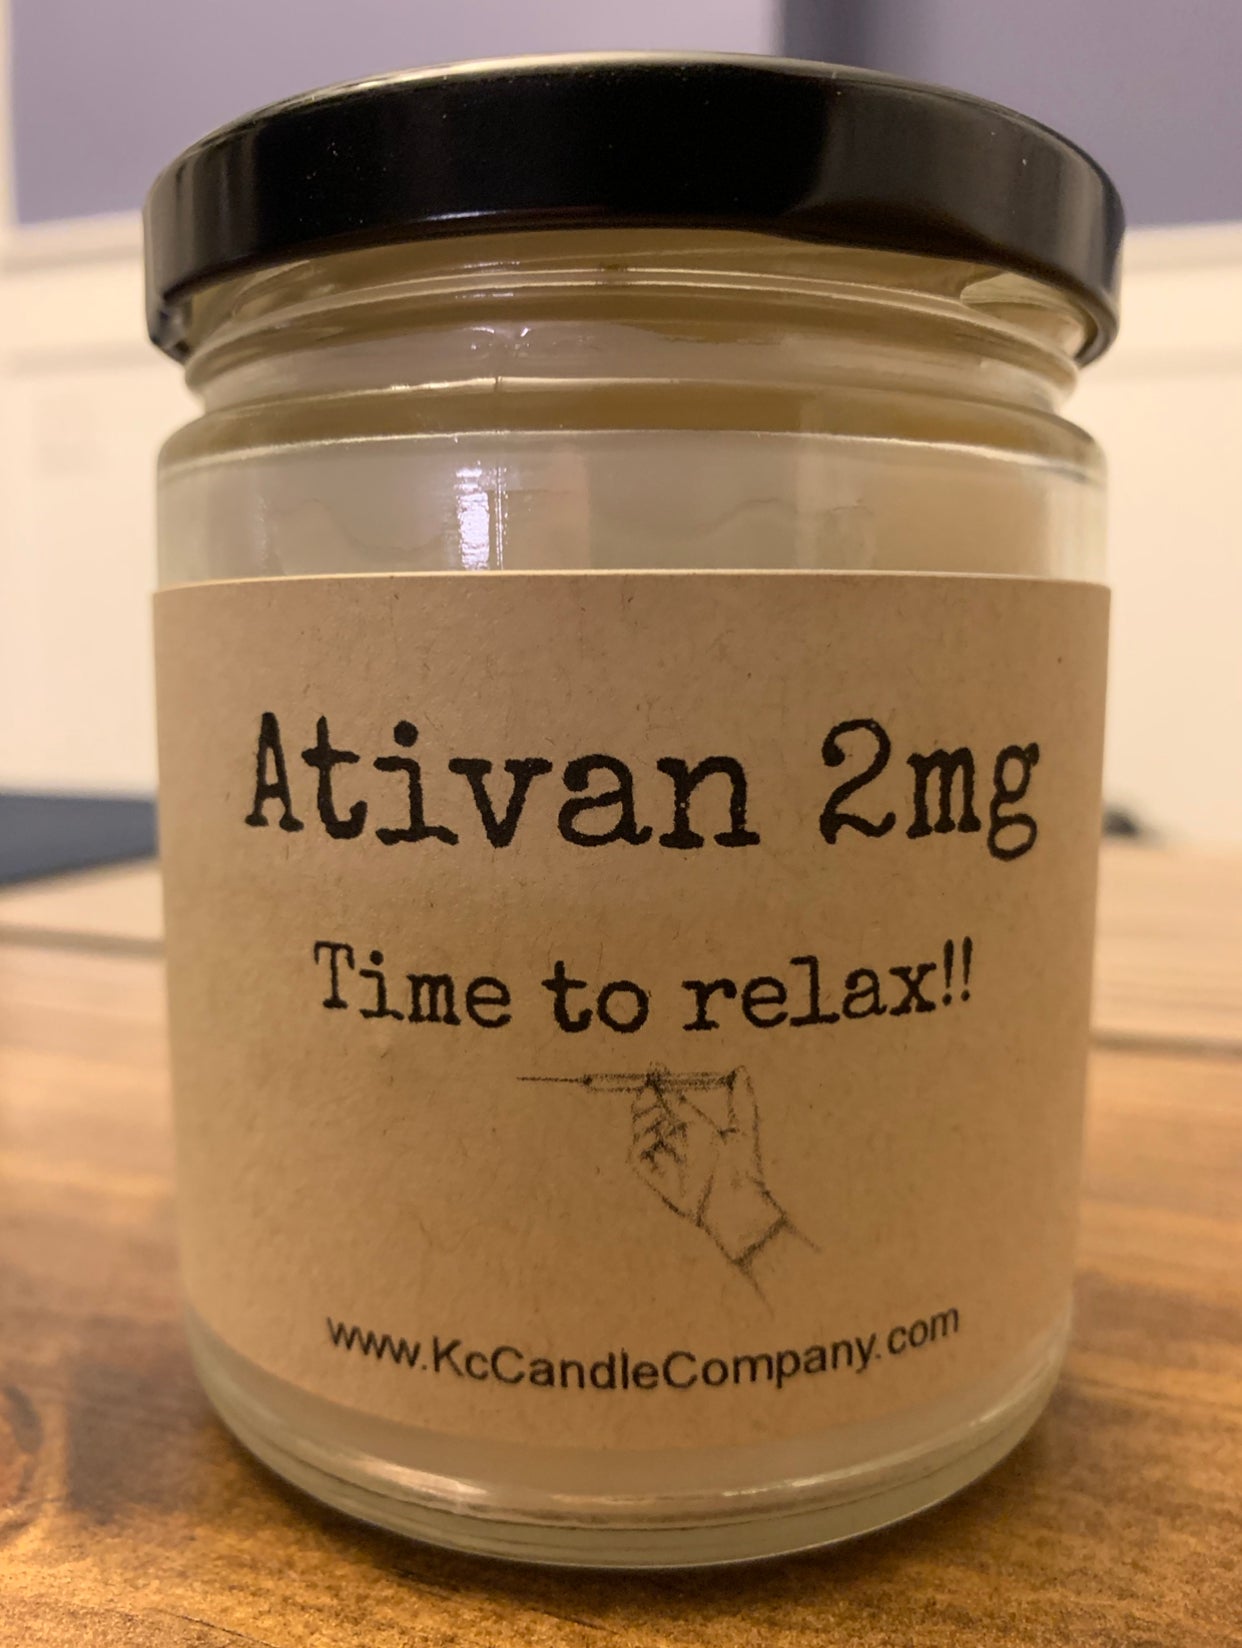 Ativan 2mg
Time to relax!!
www.KcCandleCompany.com